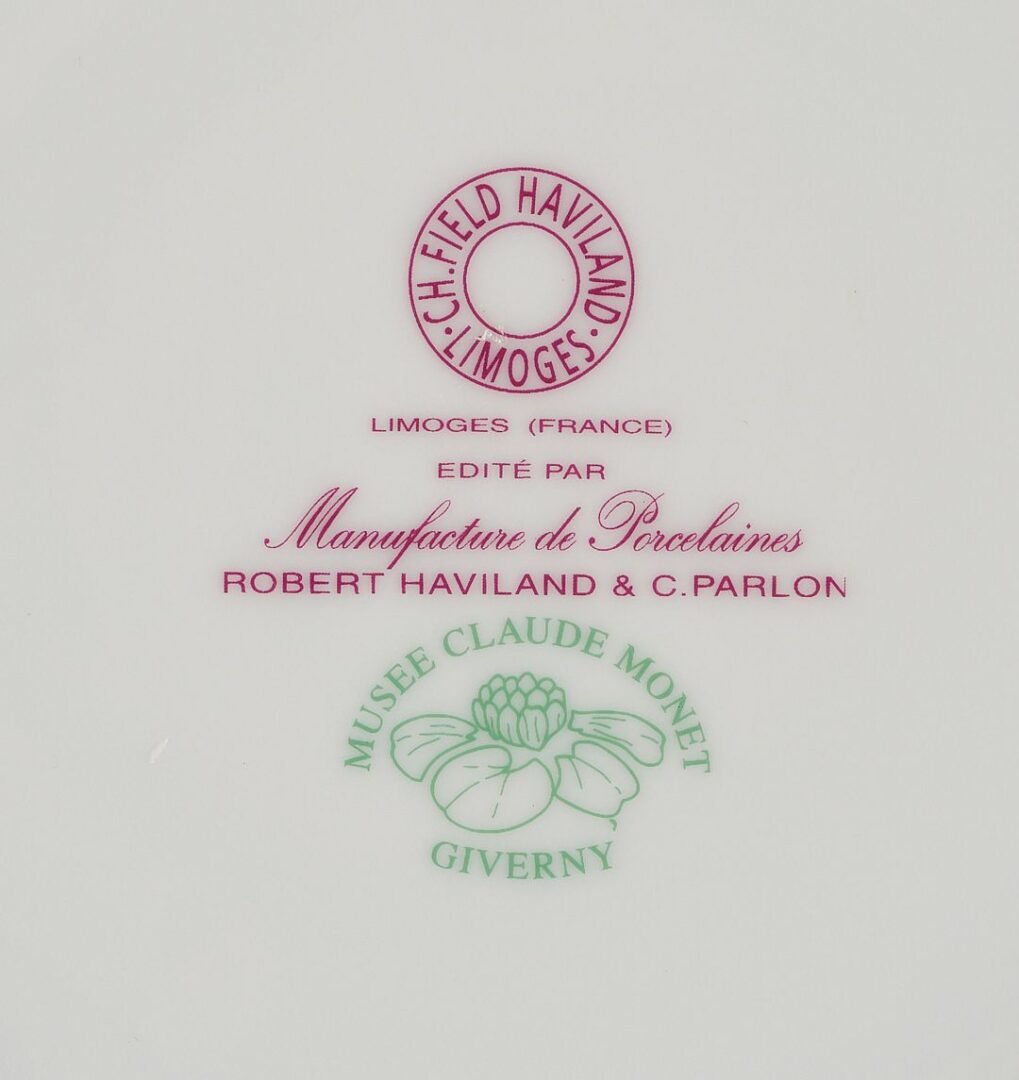 CH. FIELD HAVILAND
· LIMOGES ·
LIMOGES (FRANCE)
EDITÉ PAR
Manufacture de Porcelaines
ROBERT HAVILAND & C. PARLON
MUSEE CLAUDE MONET
GIVERNY